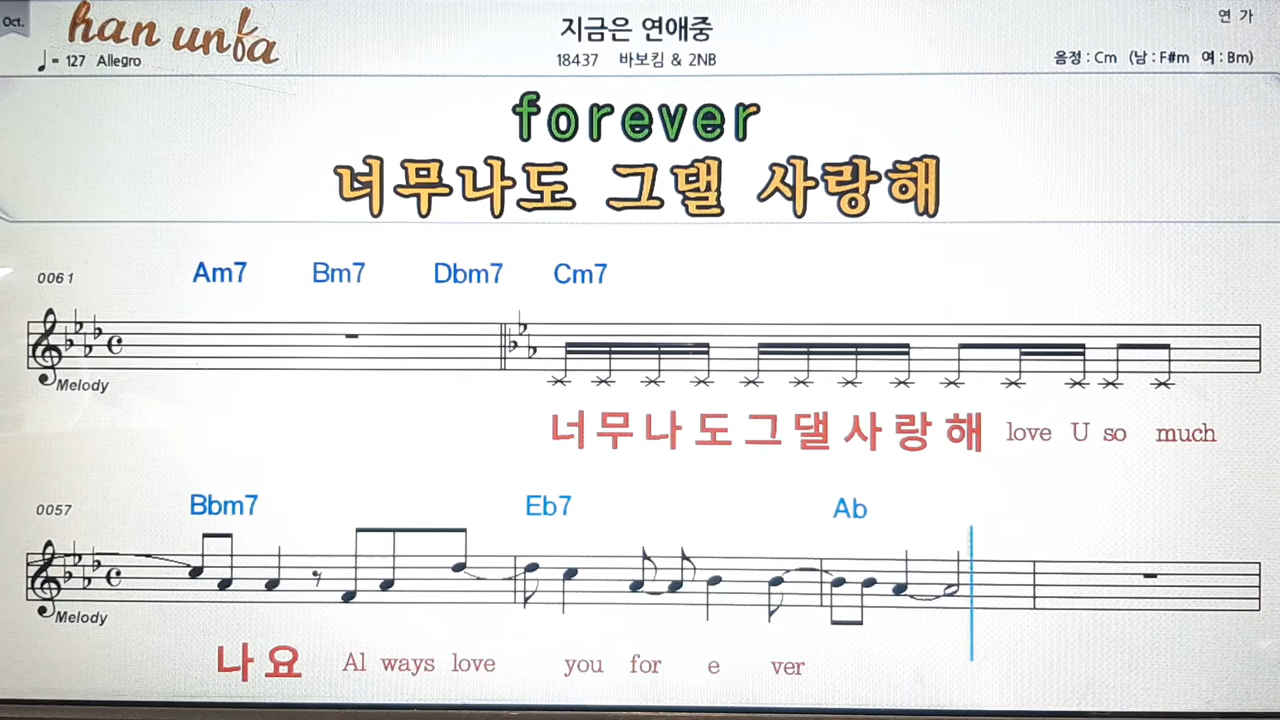 Oct.
han unfa
= 127 Allegro
지금은 연애중
18437 바보킴 & 2NB
연 가
음정 : Cm (남 : F#m 여 : Bm)
forever
너무나도 그댈 사랑해
0061 Am7 Bm7 Dbm7 Cm7
Melody
너무나도그댈사랑해 love U so much
0057 Bbm7 Eb7 Ab
Melody
나요 Al ways love you for e ver